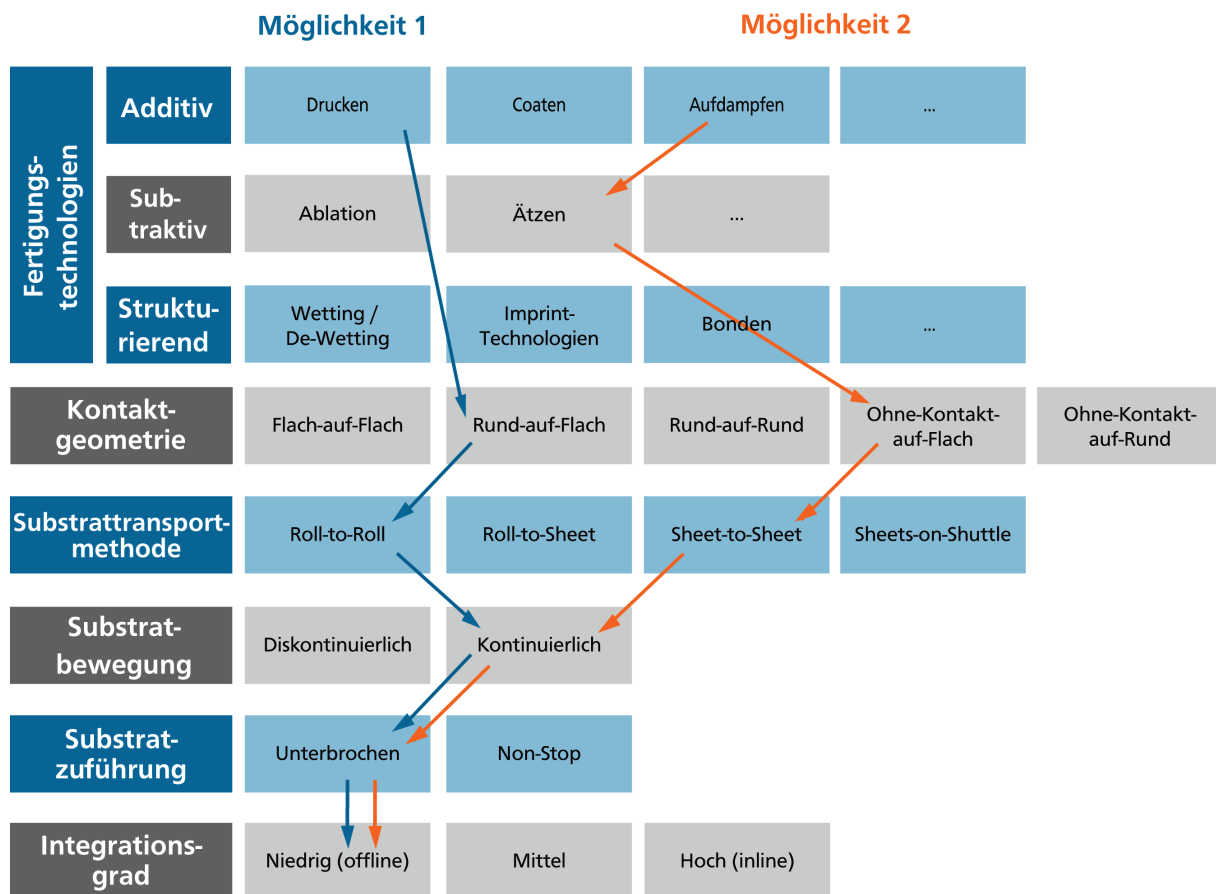 Möglichkeit 1
Möglichkeit 2
Fertigungs-
technologien
Additiv
Drucken
Coaten
Aufdampfen
...
Sub-
traktiv
Ablation
Ätzen
...
Struktu-
rierend
Wetting /
De-Wetting
Imprint-
Technologien
Bonden
...
Kontakt-
geometrie
Flach-auf-Flach
Rund-auf-Flach
Rund-auf-Rund
Ohne-Kontakt-
auf-Flach
Ohne-Kontakt-
auf-Rund
Substrattransport-
methode
Roll-to-Roll
Roll-to-Sheet
Sheet-to-Sheet
Sheets-on-Shuttle
Substrat-
bewegung
Diskontinuierlich
Kontinuierlich
Substrat-
zuführung
Unterbrochen
Non-Stop
Integrations-
grad
Niedrig (offline)
Mittel
Hoch (inline)